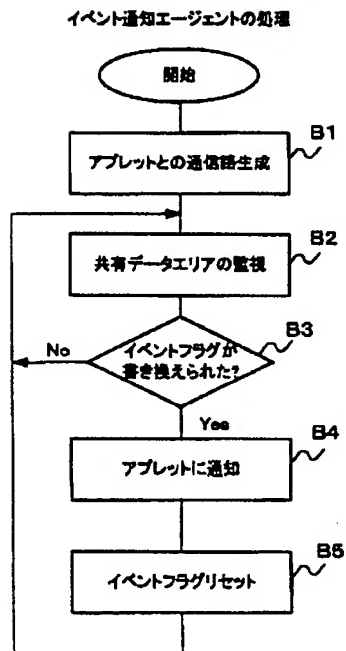 イベント通知エージェントの処理
開始
B1
アプレットとの通信路生成
B2
共有データエリアの監視
B3
イベントフラグが
書き換えられた?
No
Yes
B4
アプレットに通知
B5
イベントフラグリセット